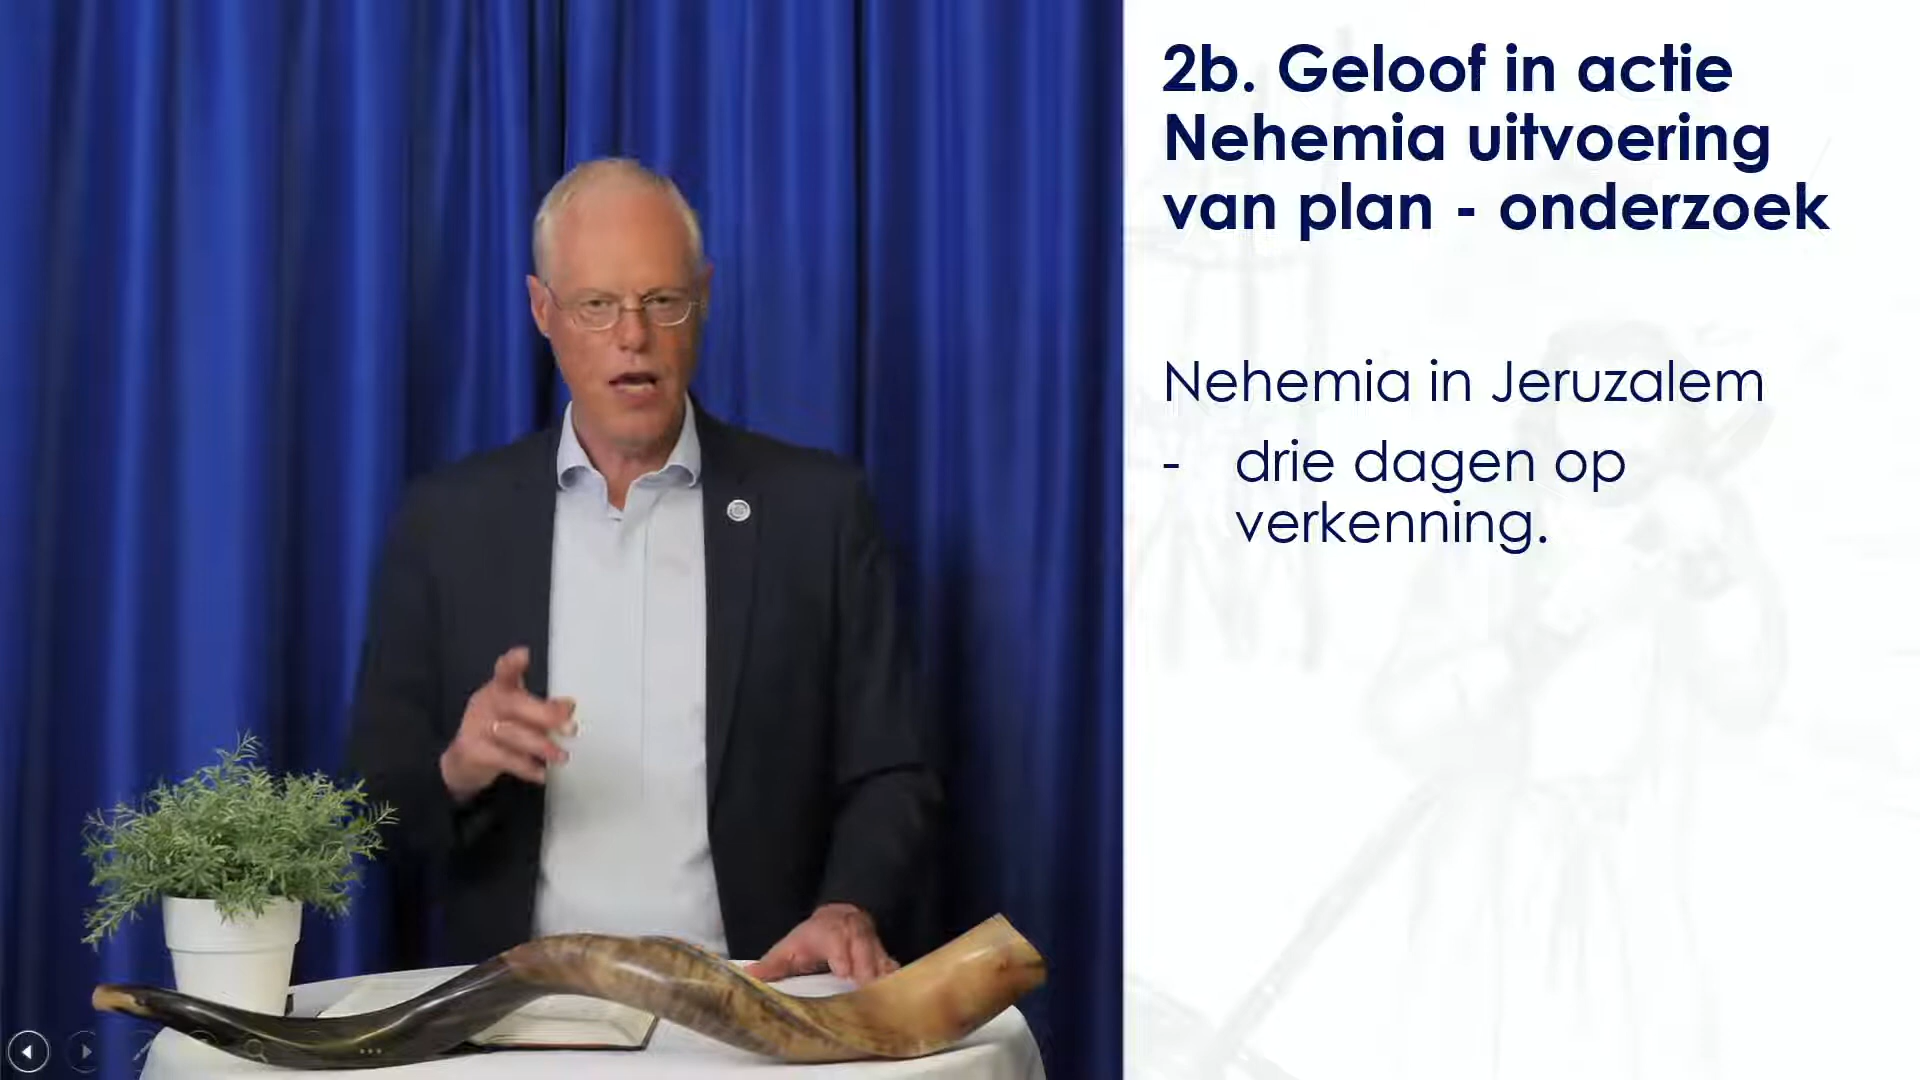 2b. Geloof in actie
Nehemia uitvoering
van plan - onderzoek
Nehemia in Jeruzalem
- drie dagen op
verkenning.